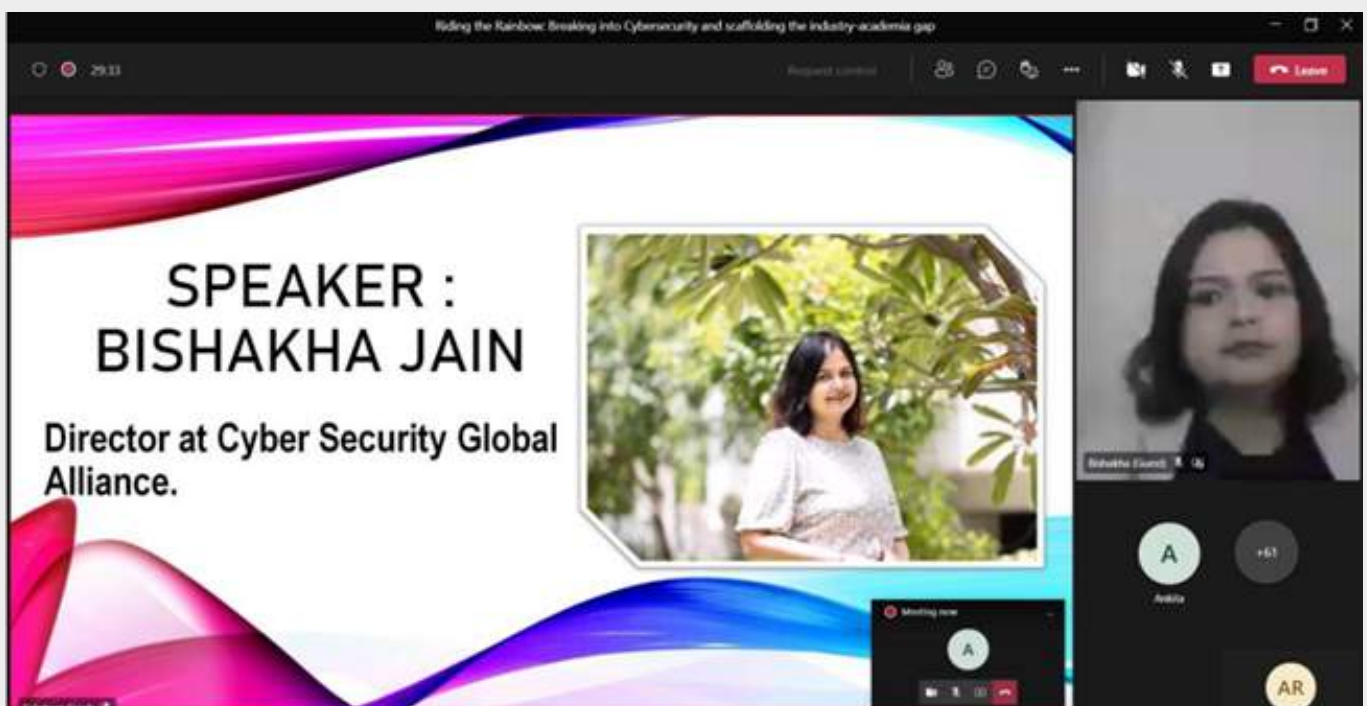 Riding the Rainbow: Breaking into Cybersecurity and scaffolding the industry-academia gap
29:33
Request control
Leave
SPEAKER :
BISHAKHA JAIN
Director at Cyber Security Global
Alliance.
Bishakha (Guest)
A
+61
Ankita
Meeting now
A
AR